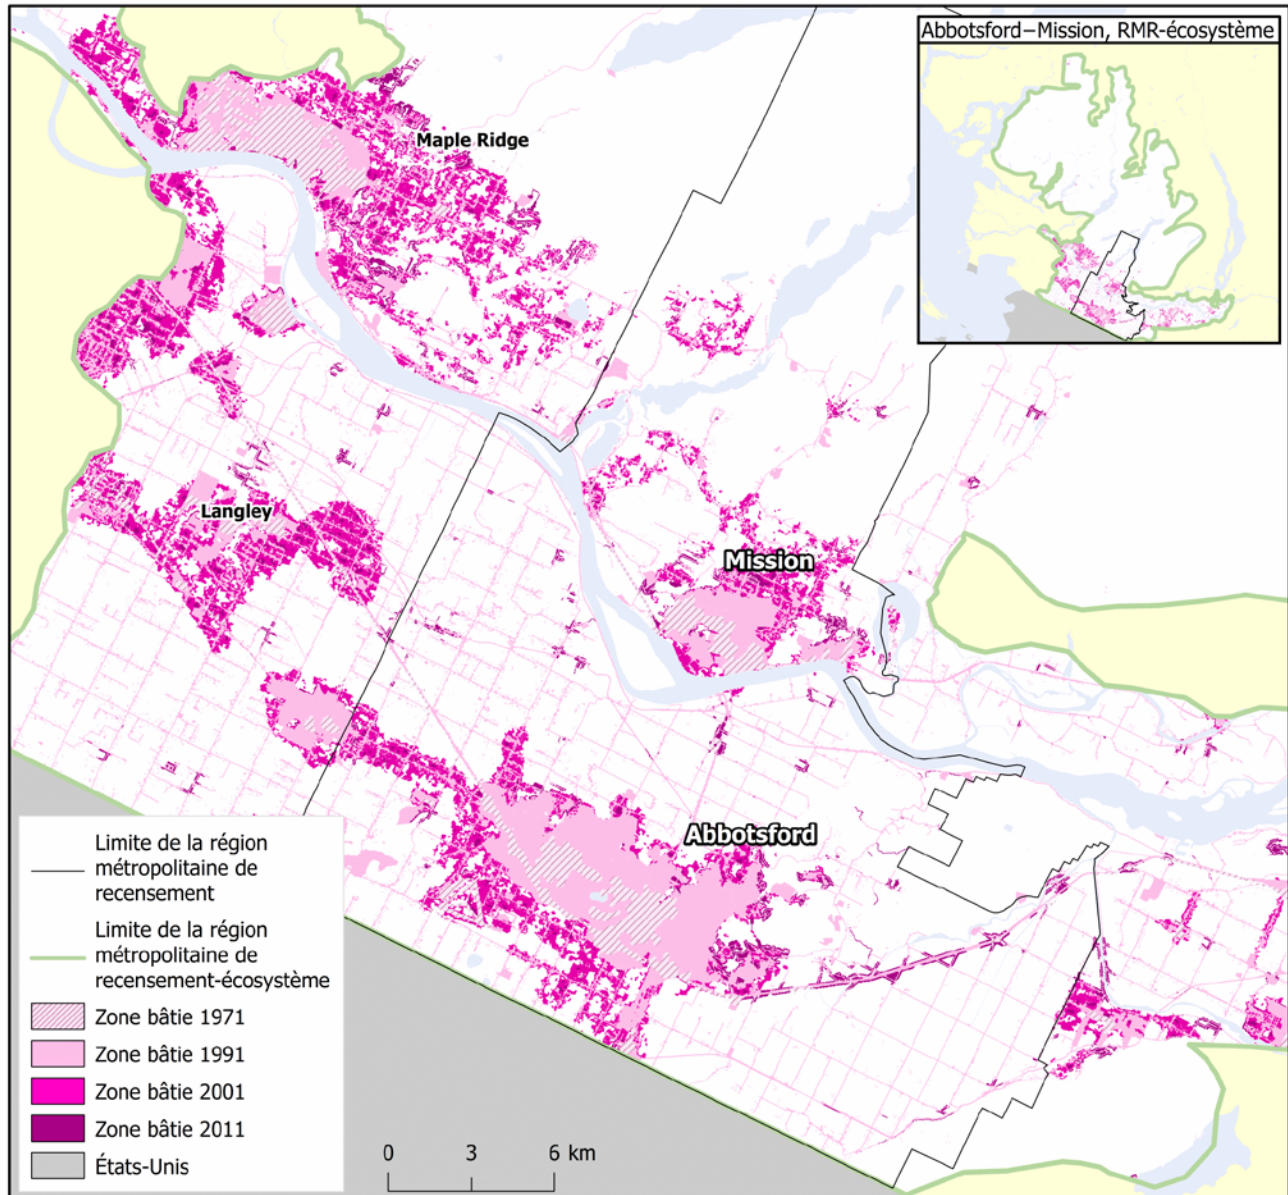 Abbotsford–Mission, RMR-écosystème
Maple Ridge
Langley
Mission
Abbotsford
Limite de la région
métropolitaine de
recensement
Limite de la région
métropolitaine de
recensement-écosystème
Zone bâtie 1971
Zone bâtie 1991
Zone bâtie 2001
Zone bâtie 2011
États-Unis
0 3 6 km